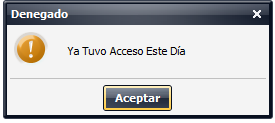 Denegado
Ya Tuvo Acceso Este Día
Aceptar